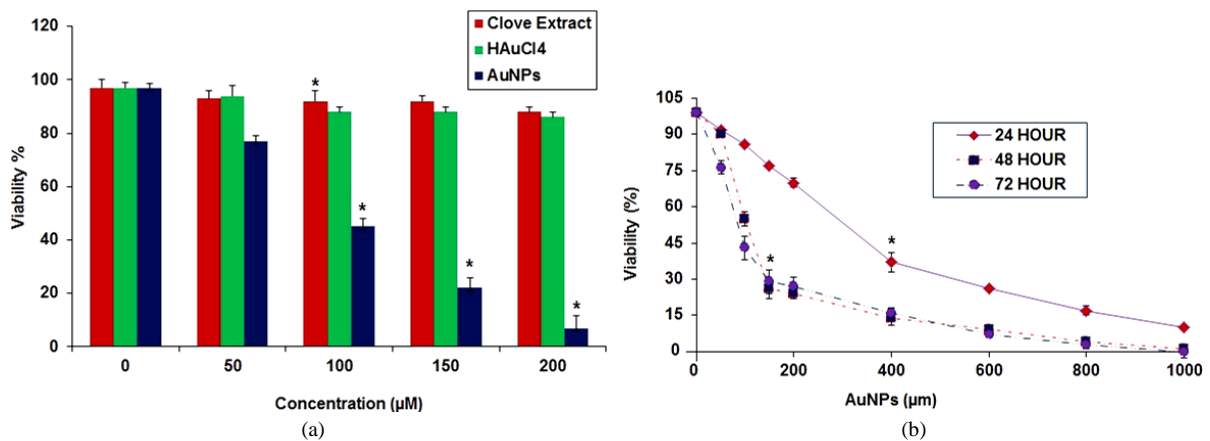 120
100
80
60
40
20
0
Viability %
Clove Extract
HAuCl4
AuNPs
*
*
*
*
0 50 100 150 200
Concentration (µM)
(a)
105
90
75
60
45
30
15
0
Viability (%)
24 HOUR
48 HOUR
72 HOUR
*
*
0 200 400 600 800 1000
AuNPs (µm)
(b)